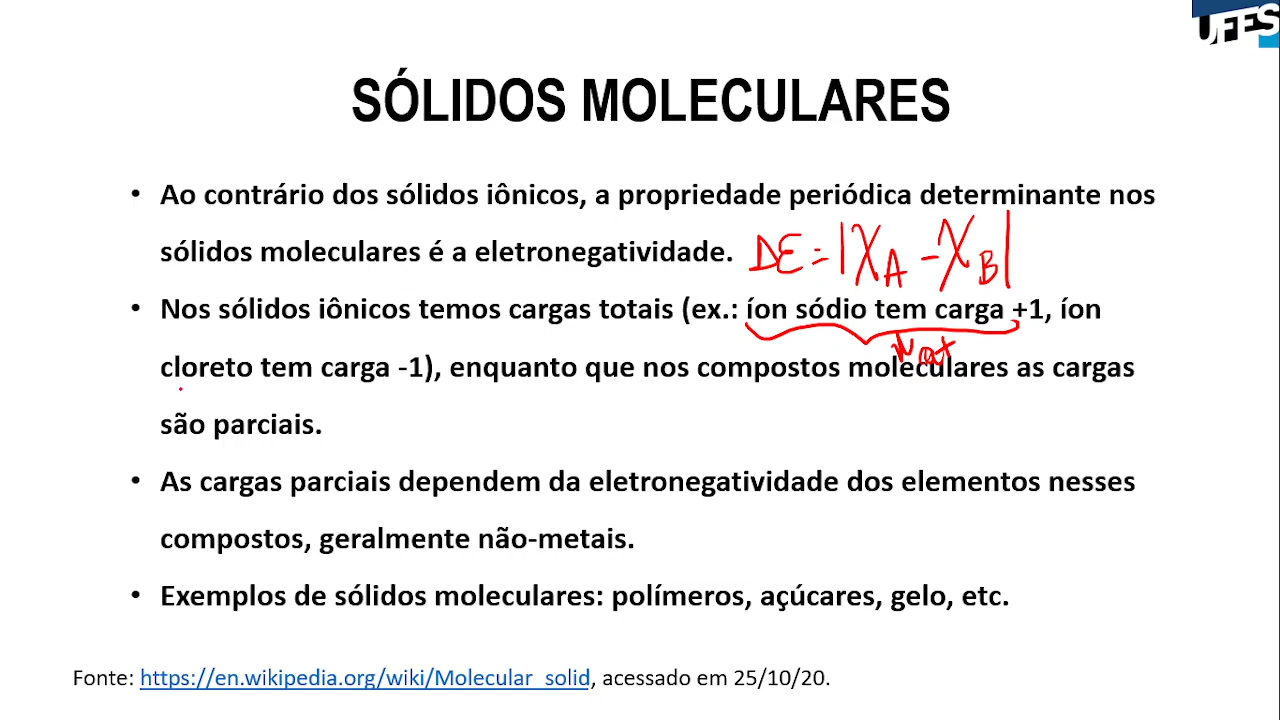 UFES
SÓLIDOS MOLECULARES
• Ao contrário dos sólidos iônicos, a propriedade periódica determinante nos
sólidos moleculares é a eletronegatividade. ΔE = |XA - XB|
• Nos sólidos iônicos temos cargas totais (ex.: íon sódio tem carga +1, íon
cloreto tem carga -1), enquanto que nos compostos moleculares as cargas
são parciais.
• As cargas parciais dependem da eletronegatividade dos elementos nesses
compostos, geralmente não-metais.
• Exemplos de sólidos moleculares: polímeros, açúcares, gelo, etc.
Fonte: https://en.wikipedia.org/wiki/Molecular_solid, acessado em 25/10/20.